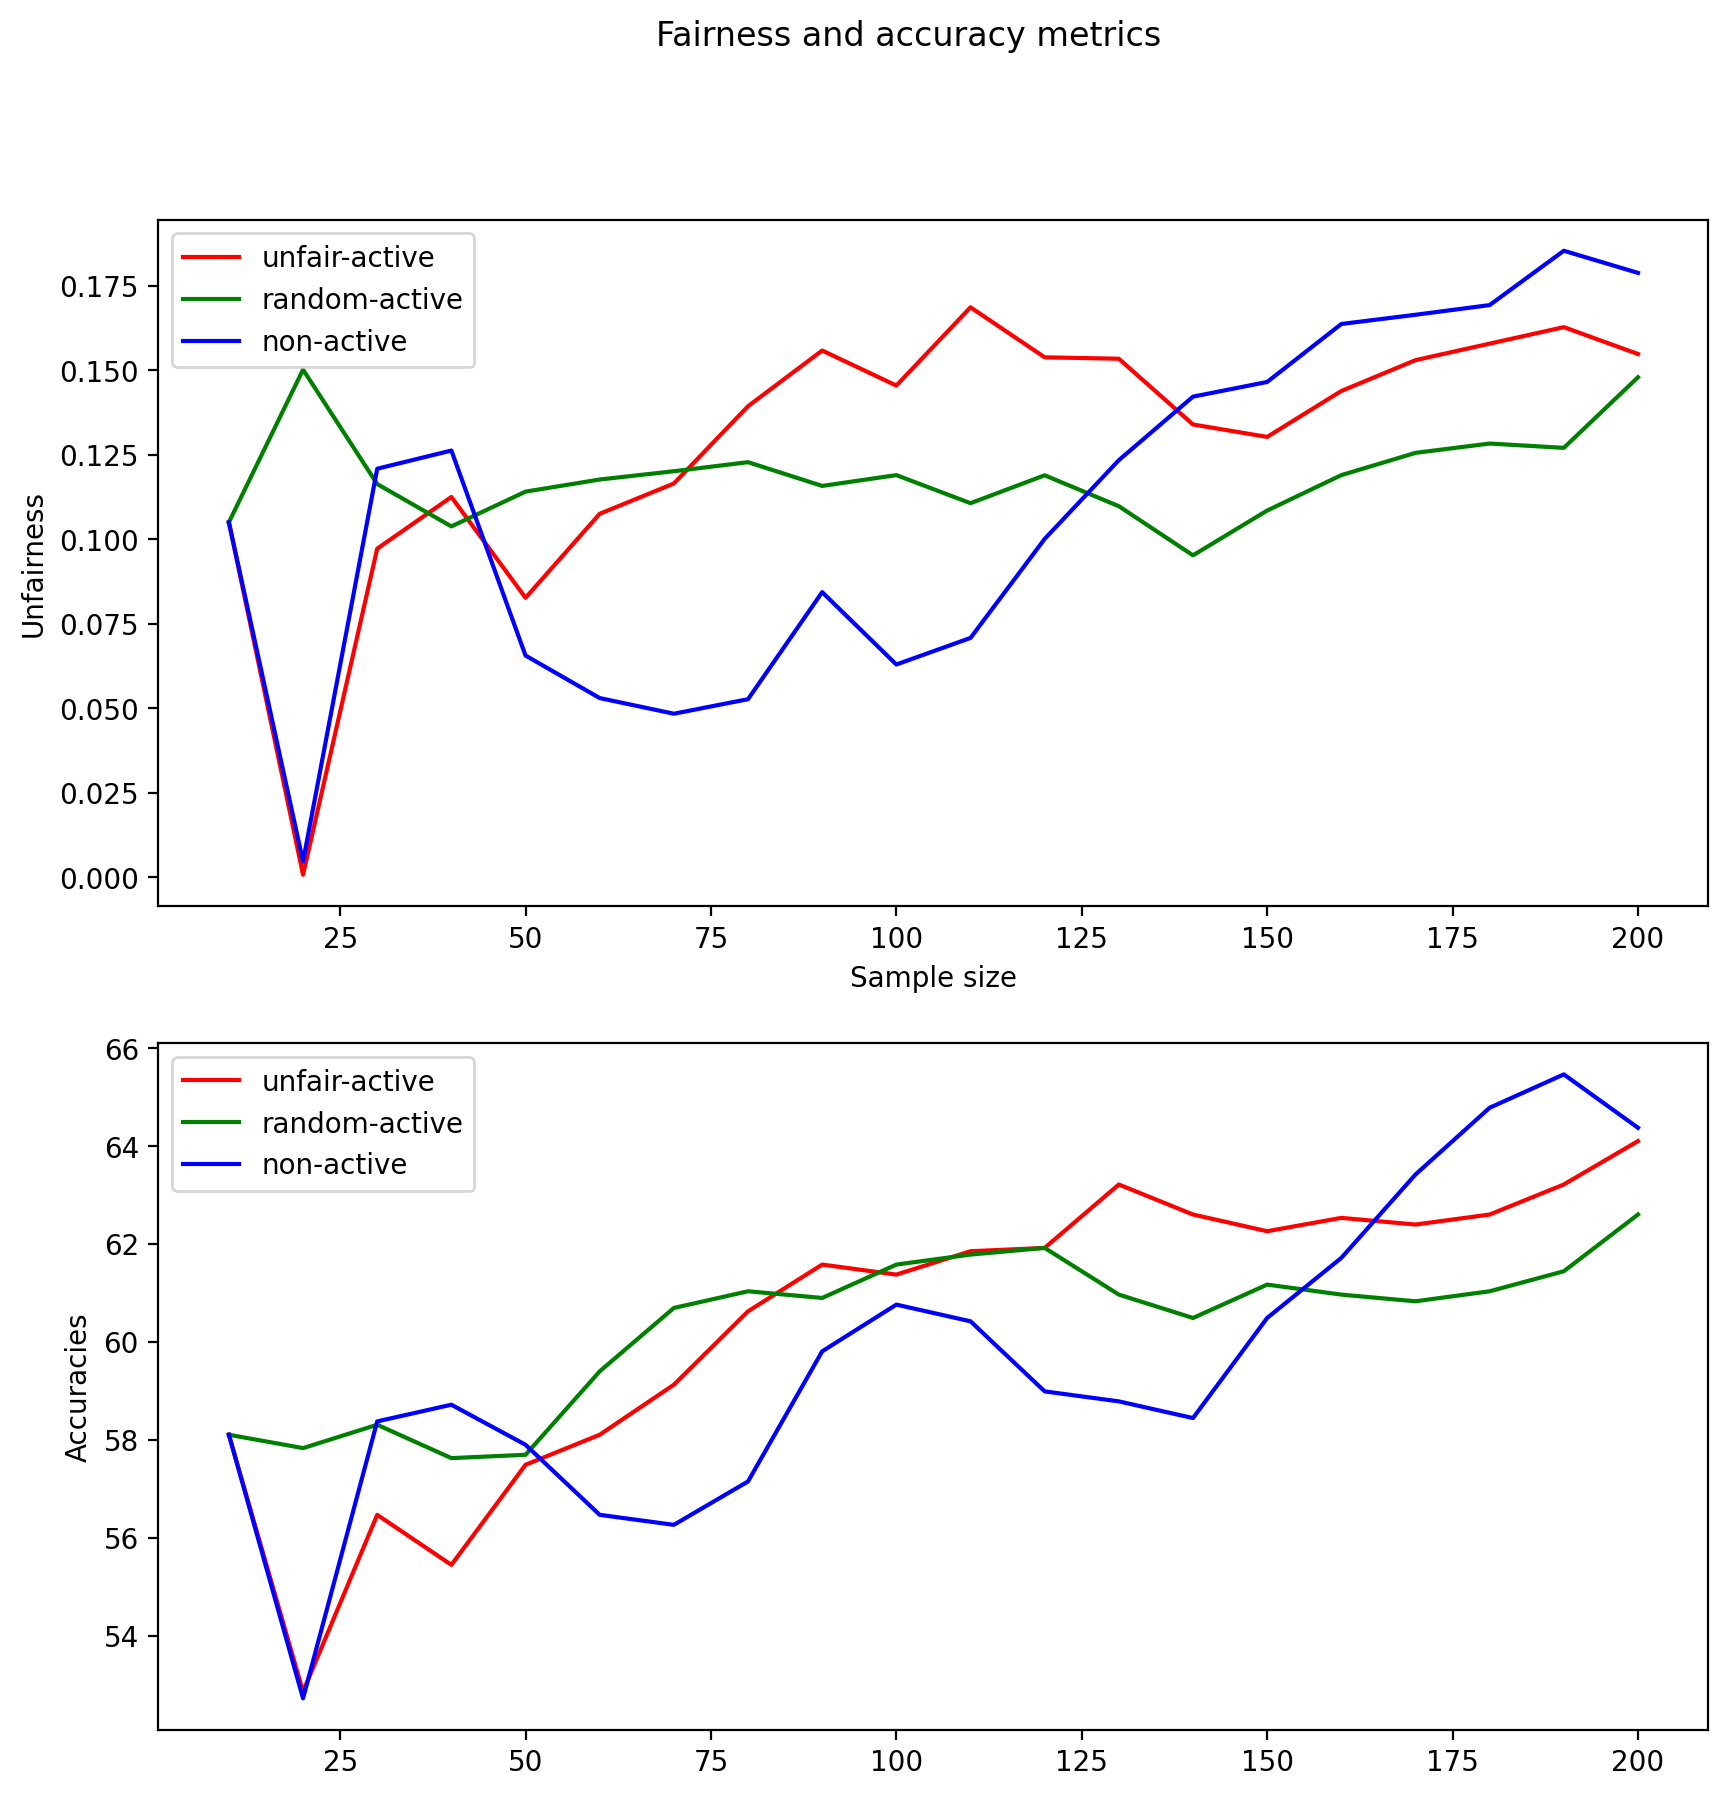 Fairness and accuracy metrics
unfair-active
random-active
non-active
0.175
0.150
0.125
0.100
0.075
0.050
0.025
0.000
Unfairness
25 50 75 100 125 150 175 200
Sample size
unfair-active
random-active
non-active
66
64
62
60
58
56
54
Accuracies
25 50 75 100 125 150 175 200